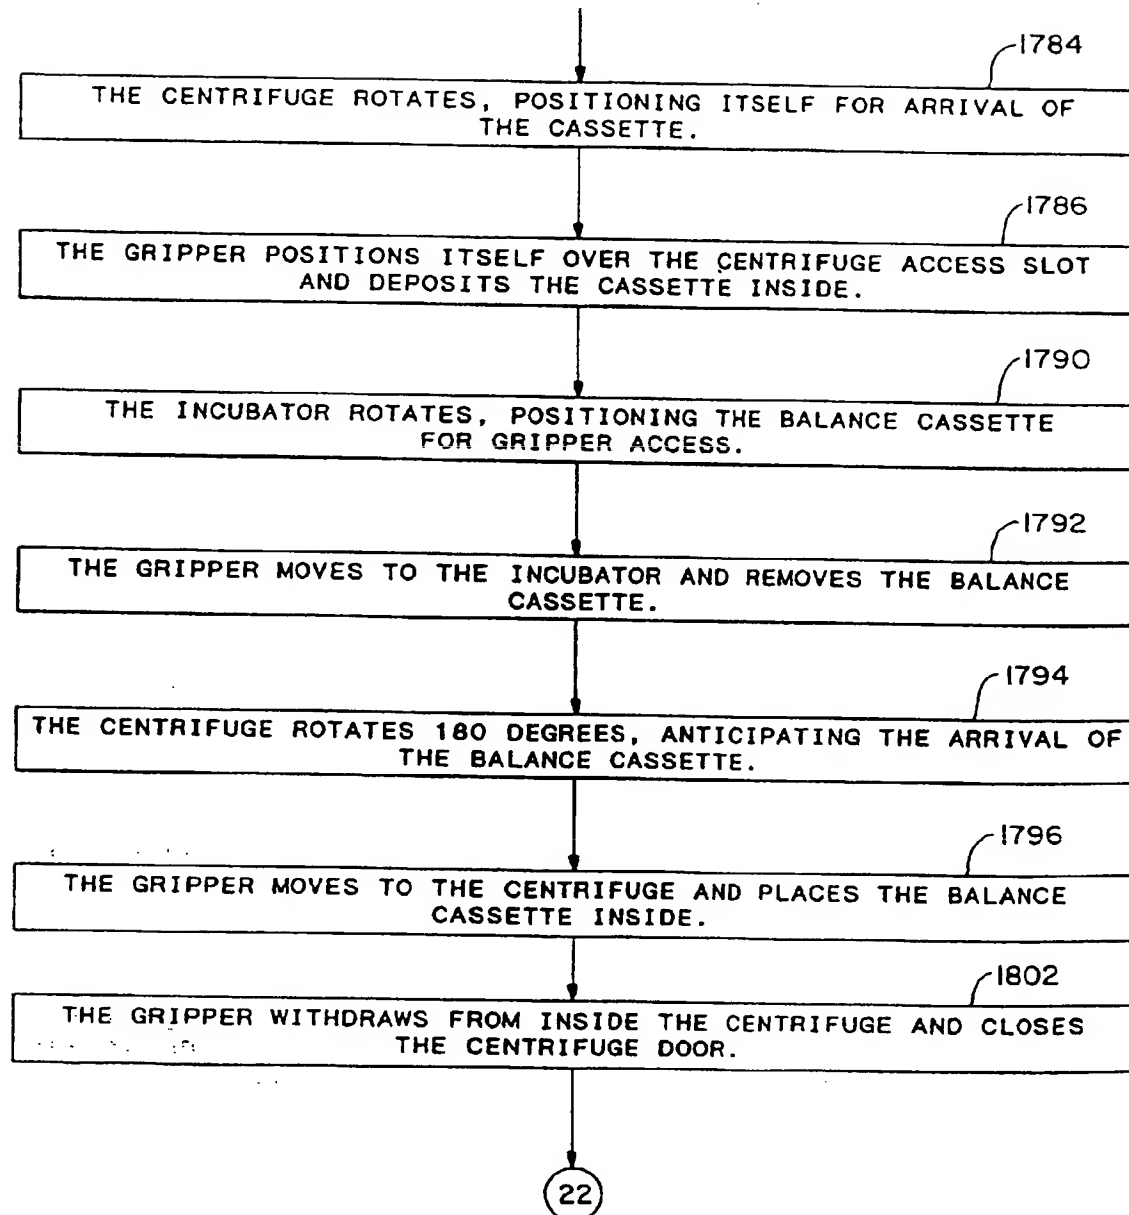 1784
THE CENTRIFUGE ROTATES, POSITIONING ITSELF FOR ARRIVAL OF
THE CASSETTE.
1786
THE GRIPPER POSITIONS ITSELF OVER THE CENTRIFUGE ACCESS SLOT
AND DEPOSITS THE CASSETTE INSIDE.
1790
THE INCUBATOR ROTATES, POSITIONING THE BALANCE CASSETTE
FOR GRIPPER ACCESS.
1792
THE GRIPPER MOVES TO THE INCUBATOR AND REMOVES THE BALANCE
CASSETTE.
1794
THE CENTRIFUGE ROTATES 180 DEGREES, ANTICIPATING THE ARRIVAL OF
THE BALANCE CASSETTE.
1796
THE GRIPPER MOVES TO THE CENTRIFUGE AND PLACES THE BALANCE
CASSETTE INSIDE.
1802
THE GRIPPER WITHDRAWS FROM INSIDE THE CENTRIFUGE AND CLOSES
THE CENTRIFUGE DOOR.
22